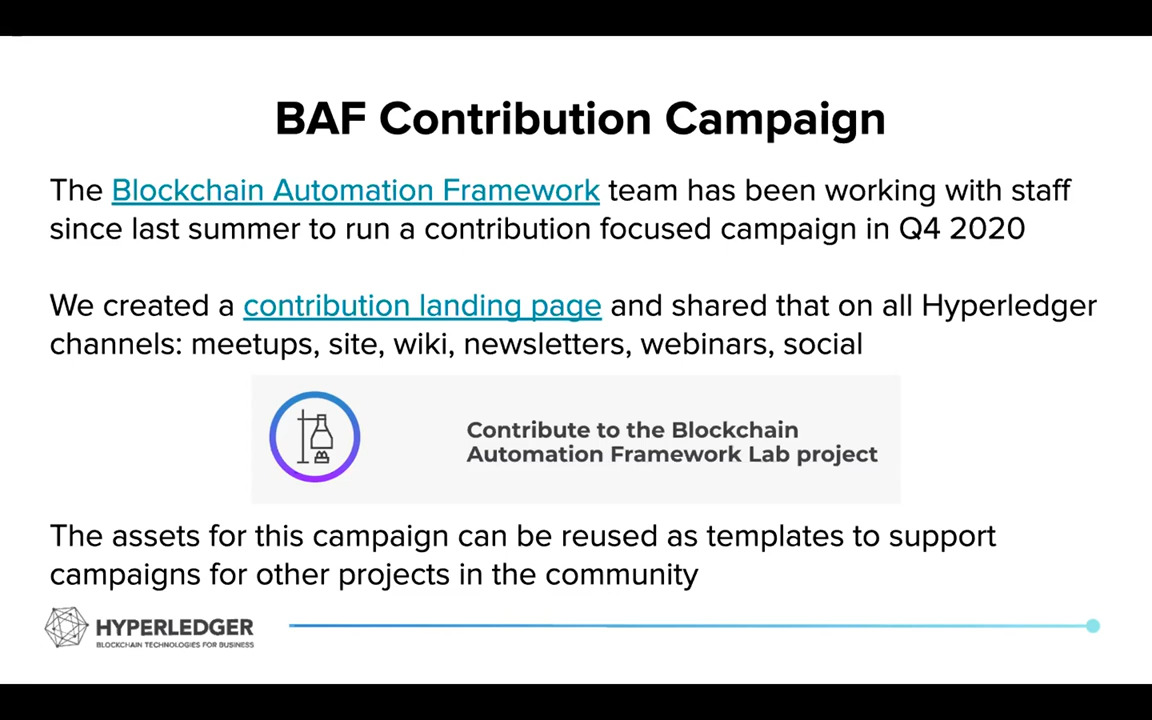 BAF Contribution Campaign
The Blockchain Automation Framework team has been working with staff
since last summer to run a contribution focused campaign in Q4 2020
We created a contribution landing page and shared that on all Hyperledger
channels: meetups, site, wiki, newsletters, webinars, social
Contribute to the Blockchain
Automation Framework Lab project
The assets for this campaign can be reused as templates to support
campaigns for other projects in the community
HYPERLEDGER
BLOCKCHAIN TECHNOLOGIES FOR BUSINESS